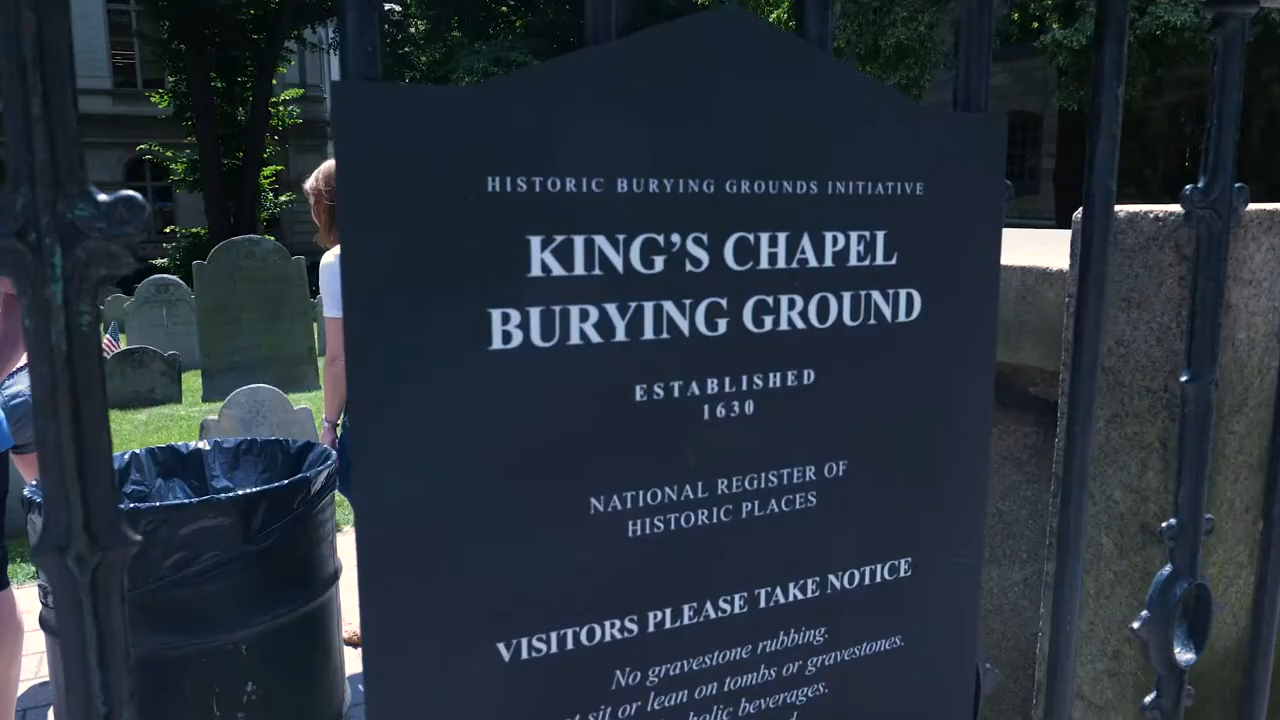 HISTORIC BURYING GROUNDS INITIATIVE
KING'S CHAPEL
BURYING GROUND
ESTABLISHED
1630
NATIONAL REGISTER OF
HISTORIC PLACES
VISITORS PLEASE TAKE NOTICE
No gravestone rubbing.
sit or lean on tombs or gravestones.
beverages.